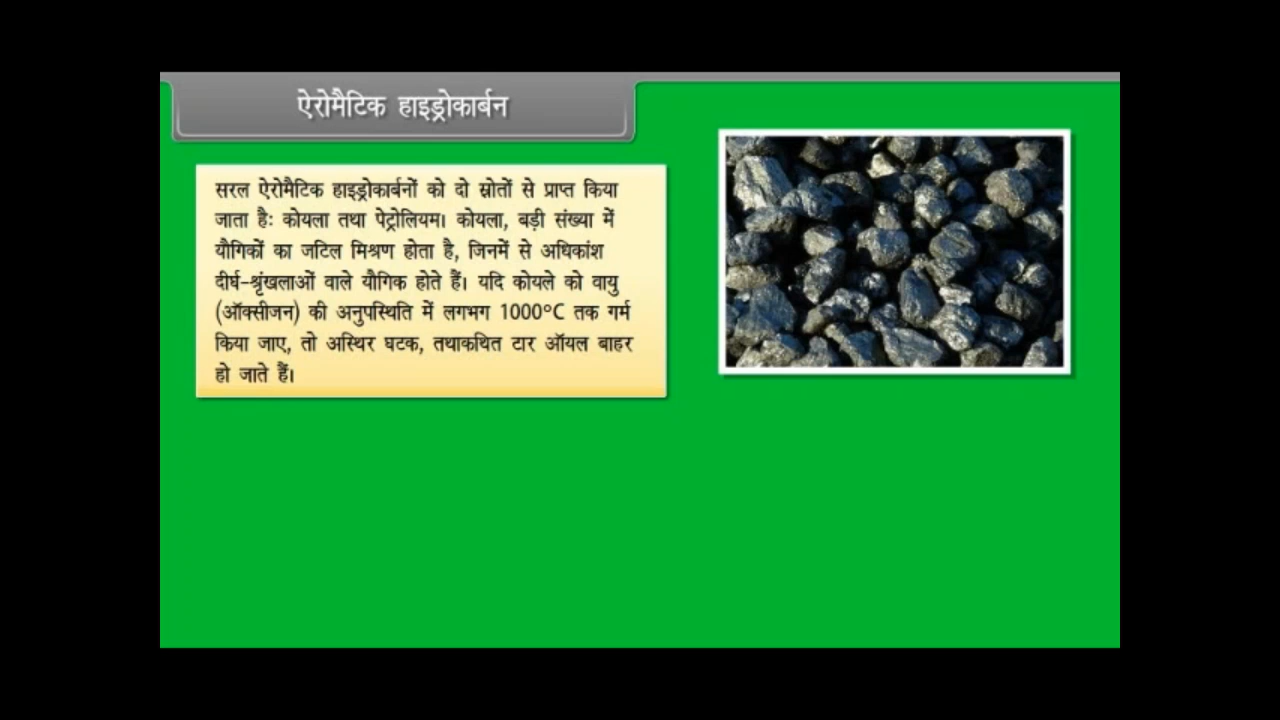 ऐरोमैटिक हाइड्रोकार्बन
सरल ऐरोमैटिक हाइड्रोकार्बनों को दो स्रोतों से प्राप्त किया
जाता है: कोयला तथा पेट्रोलियम। कोयला, बड़ी संख्या में
यौगिकों का जटिल मिश्रण होता है, जिनमें से अधिकांश
दीर्घ-श्रृंखलाओं वाले यौगिक होते हैं। यदि कोयले को वायु
(ऑक्सीजन) की अनुपस्थिति में लगभग 1000°C तक गर्म
किया जाए, तो अस्थिर घटक, तथाकथित टार ऑयल बाहर
हो जाते हैं।